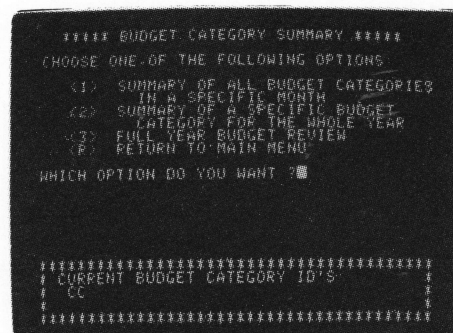 ***** BUDGET CATEGORY SUMMARY *****
CHOOSE ONE OF THE FOLLOWING OPTIONS
<1> SUMMARY OF ALL BUDGET CATEGORIES
IN A SPECIFIC MONTH
<2> SUMMARY OF A SPECIFIC BUDGET
CATEGORY FOR THE WHOLE YEAR
<3> FULL YEAR BUDGET REVIEW
<R> RETURN TO MAIN MENU
WHICH OPTION DO YOU WANT ?
CURRENT BUDGET CATEGORY ID'S
CC